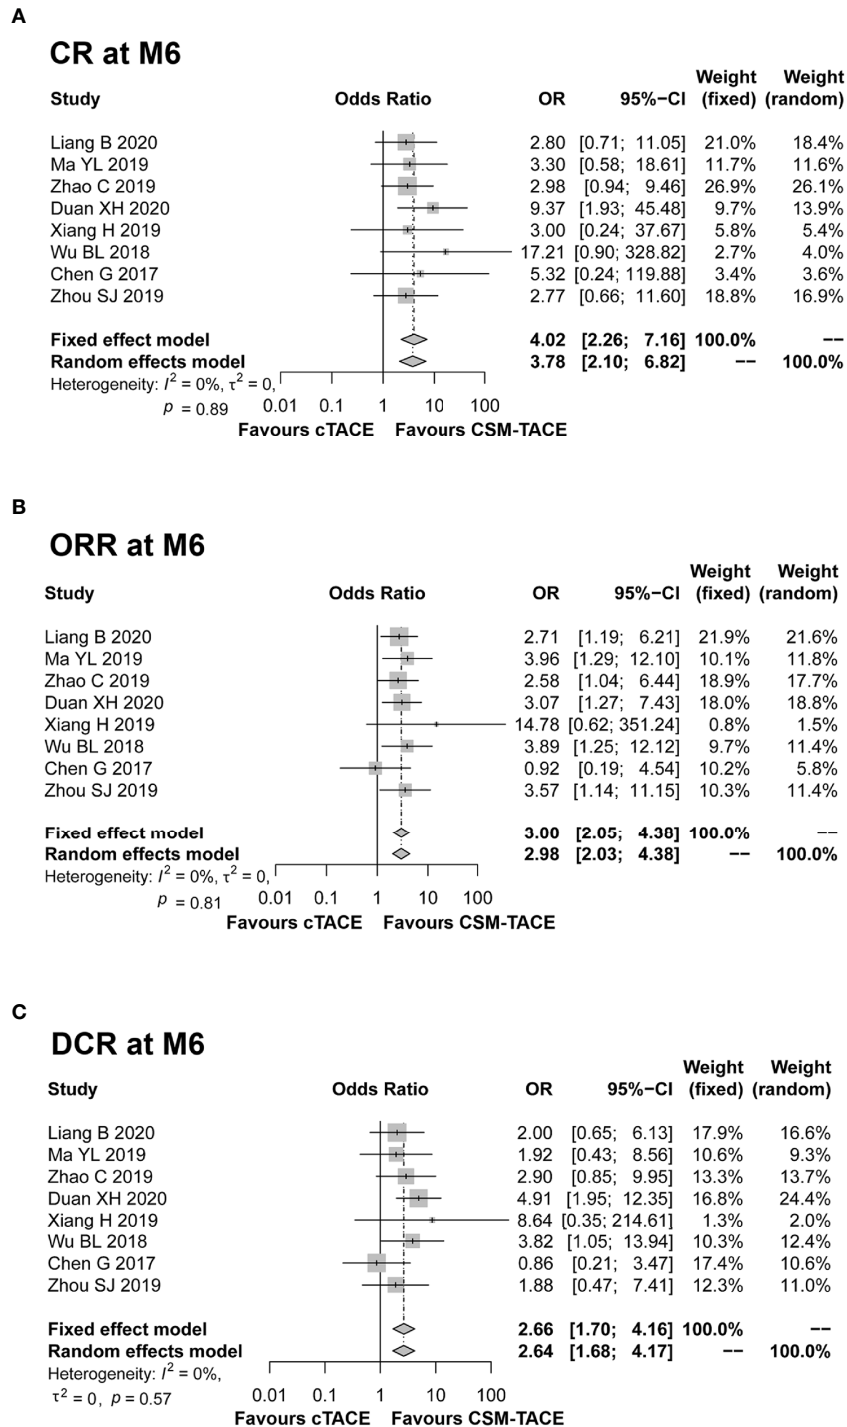 A
CR at M6
Weight Weight
Study Odds Ratio OR 95%−CI (fixed) (random)
Liang B 2020 2.80 [0.71; 11.05] 21.0% 18.4%
Ma YL 2019 3.30 [0.58; 18.61] 11.7% 11.6%
Zhao C 2019 2.98 [0.94; 9.46] 26.9% 26.1%
Duan XH 2020 9.37 [1.93; 45.48] 9.7% 13.9%
Xiang H 2019 3.00 [0.24; 37.67] 5.8% 5.4%
Wu BL 2018 17.21 [0.90; 328.82] 2.7% 4.0%
Chen G 2017 5.32 [0.24; 119.88] 3.4% 3.6%
Zhou SJ 2019 2.77 [0.66; 11.60] 18.8% 16.9%
Fixed effect model 4.02 [2.26; 7.16] 100.0% −−
Random effects model 3.78 [2.10; 6.82] −− 100.0%
Heterogeneity: I² = 0%, τ² = 0,
p = 0.89
0.01 0.1 1 10 100
Favours cTACE Favours CSM-TACE
B
ORR at M6
Weight Weight
Study Odds Ratio OR 95%−CI (fixed) (random)
Liang B 2020 2.71 [1.19; 6.21] 21.9% 21.6%
Ma YL 2019 3.96 [1.29; 12.10] 10.1% 11.8%
Zhao C 2019 2.58 [1.04; 6.44] 18.9% 17.7%
Duan XH 2020 3.07 [1.27; 7.43] 18.0% 18.8%
Xiang H 2019 14.78 [0.62; 351.24] 0.8% 1.5%
Wu BL 2018 3.89 [1.25; 12.12] 9.7% 11.4%
Chen G 2017 0.92 [0.19; 4.54] 10.2% 5.8%
Zhou SJ 2019 3.57 [1.14; 11.15] 10.3% 11.4%
Fixed effect model 3.00 [2.05; 4.38] 100.0% −−
Random effects model 2.98 [2.03; 4.38] −− 100.0%
Heterogeneity: I² = 0%, τ² = 0,
p = 0.81
0.01 0.1 1 10 100
Favours cTACE Favours CSM-TACE
C
DCR at M6
Weight Weight
Study Odds Ratio OR 95%−CI (fixed) (random)
Liang B 2020 2.00 [0.65; 6.13] 17.9% 16.6%
Ma YL 2019 1.92 [0.43; 8.56] 10.6% 9.3%
Zhao C 2019 2.90 [0.85; 9.95] 13.3% 13.7%
Duan XH 2020 4.91 [1.95; 12.35] 16.8% 24.4%
Xiang H 2019 8.64 [0.35; 214.61] 1.3% 2.0%
Wu BL 2018 3.82 [1.05; 13.94] 10.3% 12.4%
Chen G 2017 0.86 [0.21; 3.47] 17.4% 10.6%
Zhou SJ 2019 1.88 [0.47; 7.41] 12.3% 11.0%
Fixed effect model 2.66 [1.70; 4.16] 100.0% −−
Random effects model 2.64 [1.68; 4.17] −− 100.0%
Heterogeneity: I² = 0%,
τ² = 0, p = 0.57
0.01 0.1 1 10 100
Favours cTACE Favours CSM-TACE